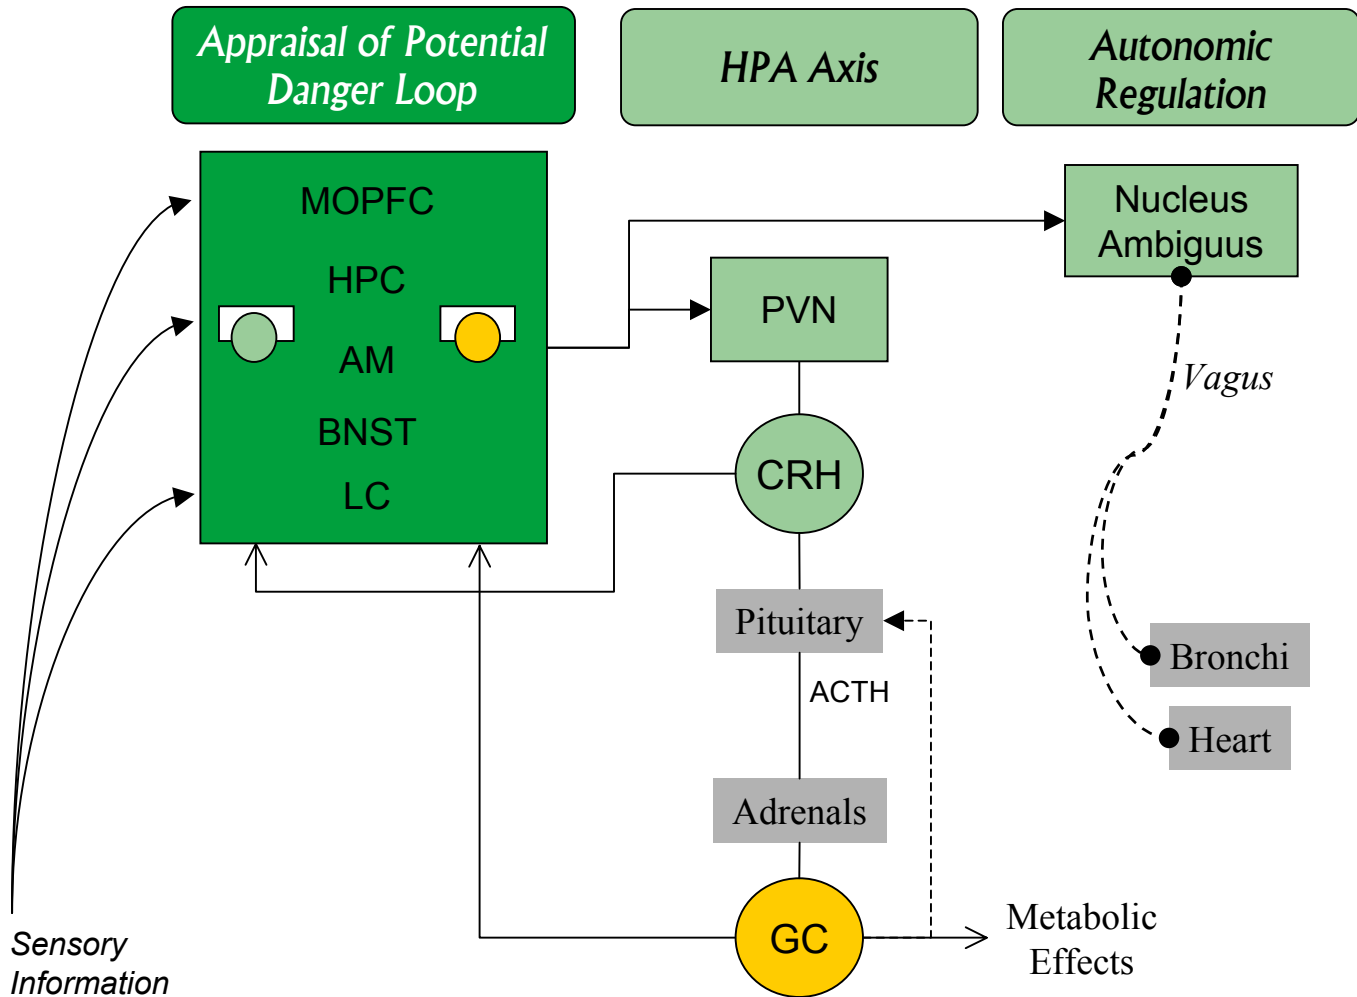 Appraisal of Potential
Danger Loop
HPA Axis
Autonomic
Regulation
MOPFC
HPC
AM
BNST
LC
PVN
CRH
Pituitary
ACTH
Adrenals
GC
Metabolic
Effects
Nucleus
Ambiguus
Vagus
Bronchi
Heart
Sensory
Information